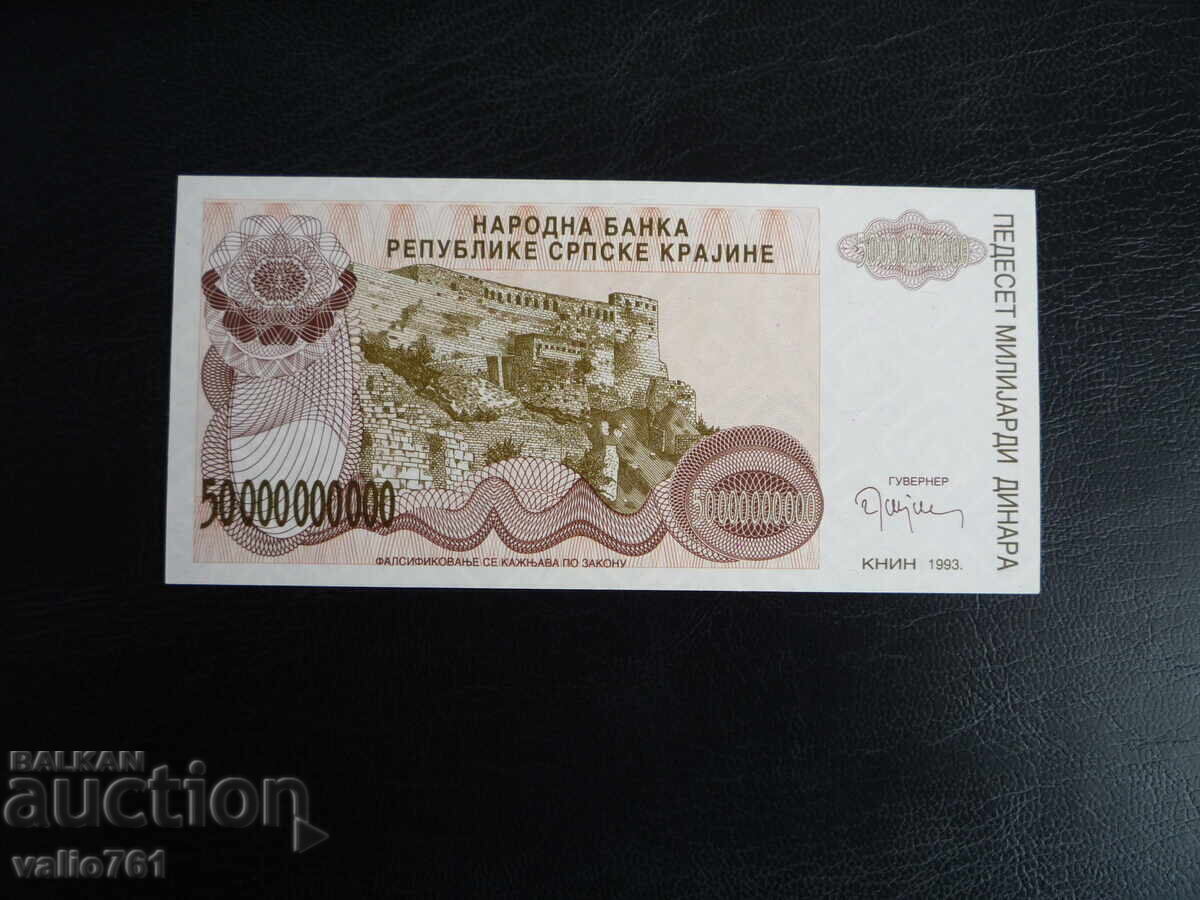 НАРОДНА БАНКА
РЕПУБЛИКЕ СРПСКЕ КРАЈИНЕ
50000000000
ПЕДЕСЕТ МИЛИЈАРДИ ДИНАРА
50000000000
50000000000
ГУВЕРНЕР
ФАЛСИФИКОВАЊЕ СЕ КАЖЊАВА ПО ЗАКОНУ
КНИН 1993.
BALKAN
auction
valio761